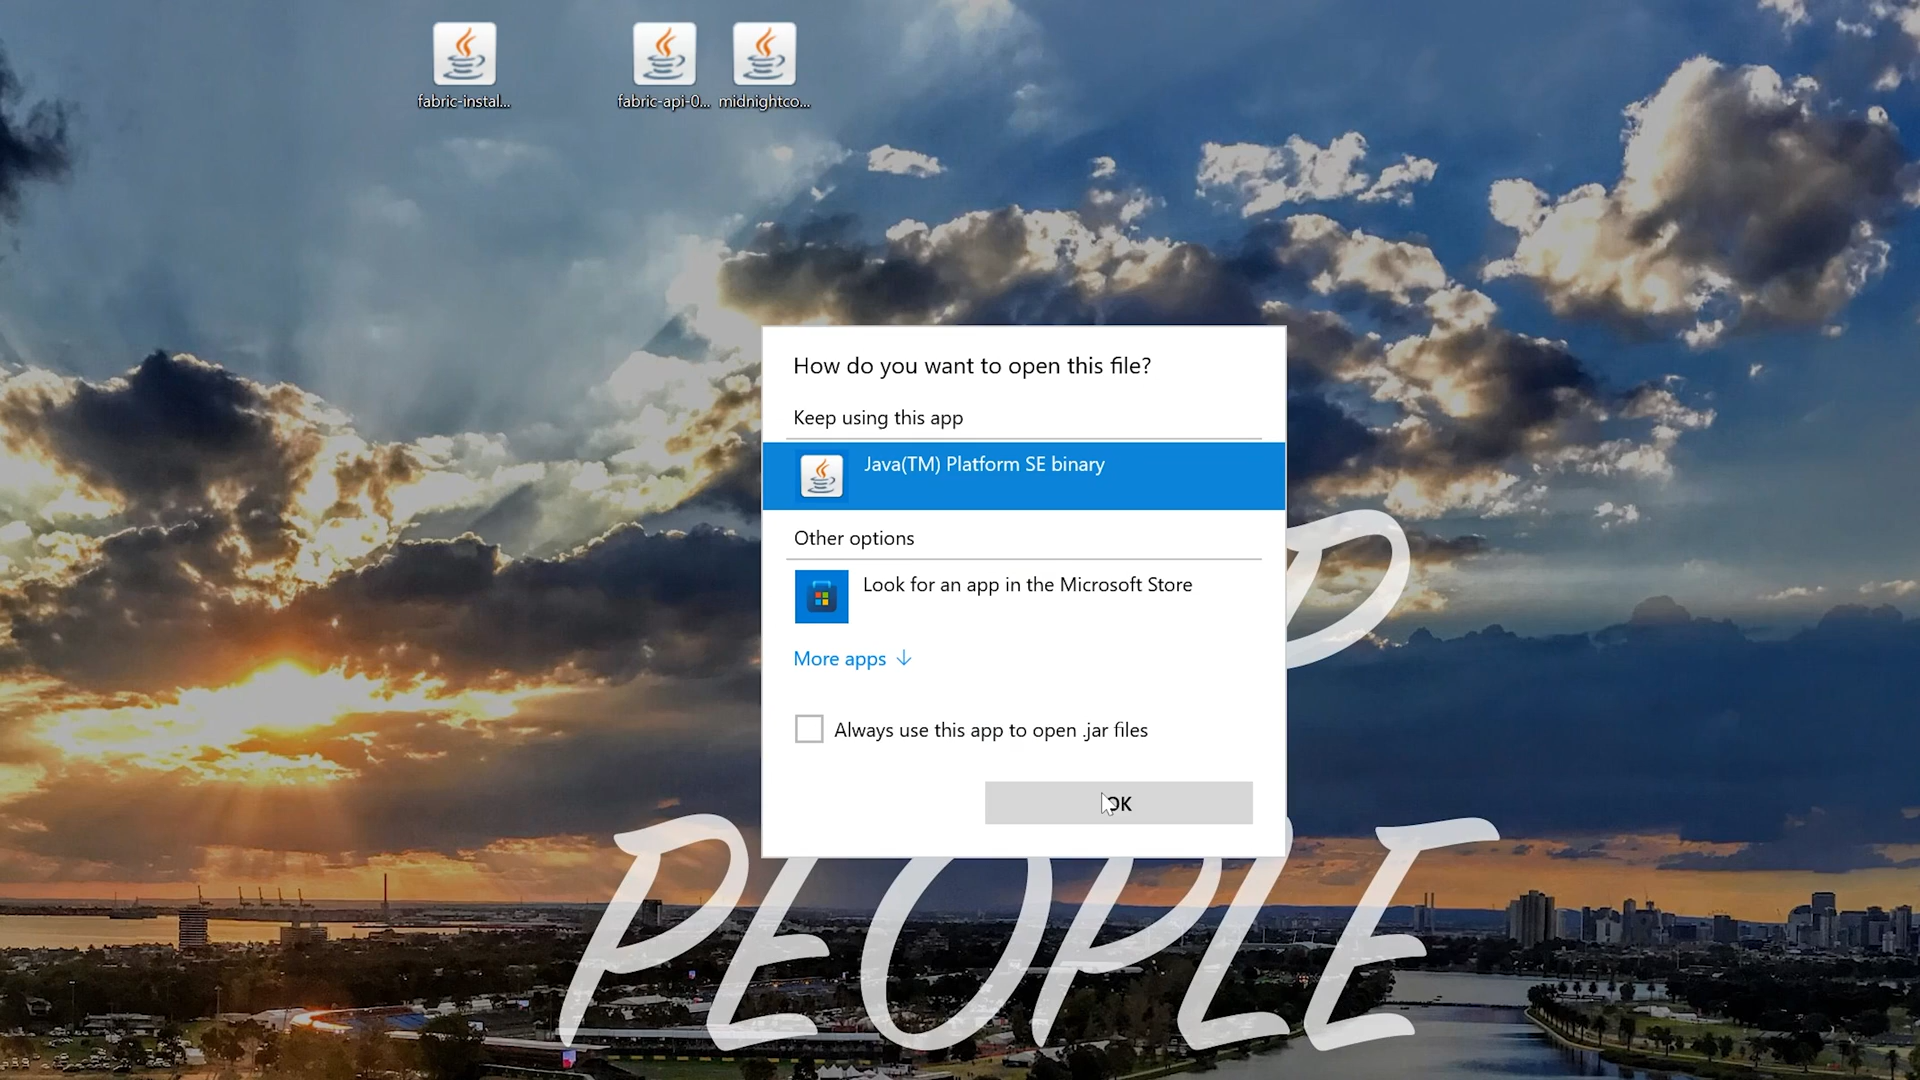 fabric-instal...
fabric-api-0...
midnightco...
How do you want to open this file?
Keep using this app
Java(TM) Platform SE binary
Other options
Look for an app in the Microsoft Store
More apps
Always use this app to open .jar files
OK
PEOPLE